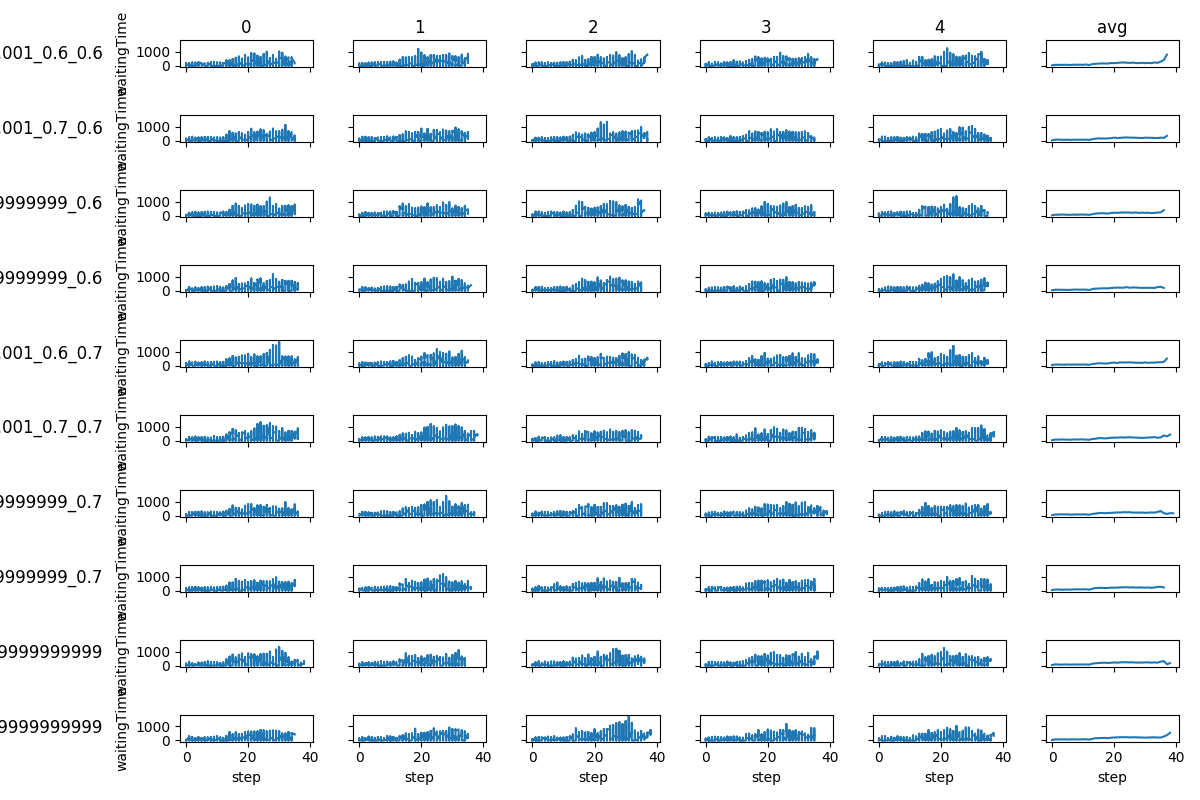 0 1 2 3 4 avg
.001_0.6_0.6 waitingTime 1000 0
.001_0.7_0.6 waitingTime 1000 0
9999999_0.6 waitingTime 1000 0
9999999_0.6 waitingTime 1000 0
.001_0.6_0.7 waitingTime 1000 0
.001_0.7_0.7 waitingTime 1000 0
9999999_0.7 waitingTime 1000 0
9999999_0.7 waitingTime 1000 0
9999999999 waitingTime 1000 0
9999999999 waitingTime 1000 0
0 20 40 0 20 40 0 20 40 0 20 40 0 20 40 0 20 40
step step step step step step